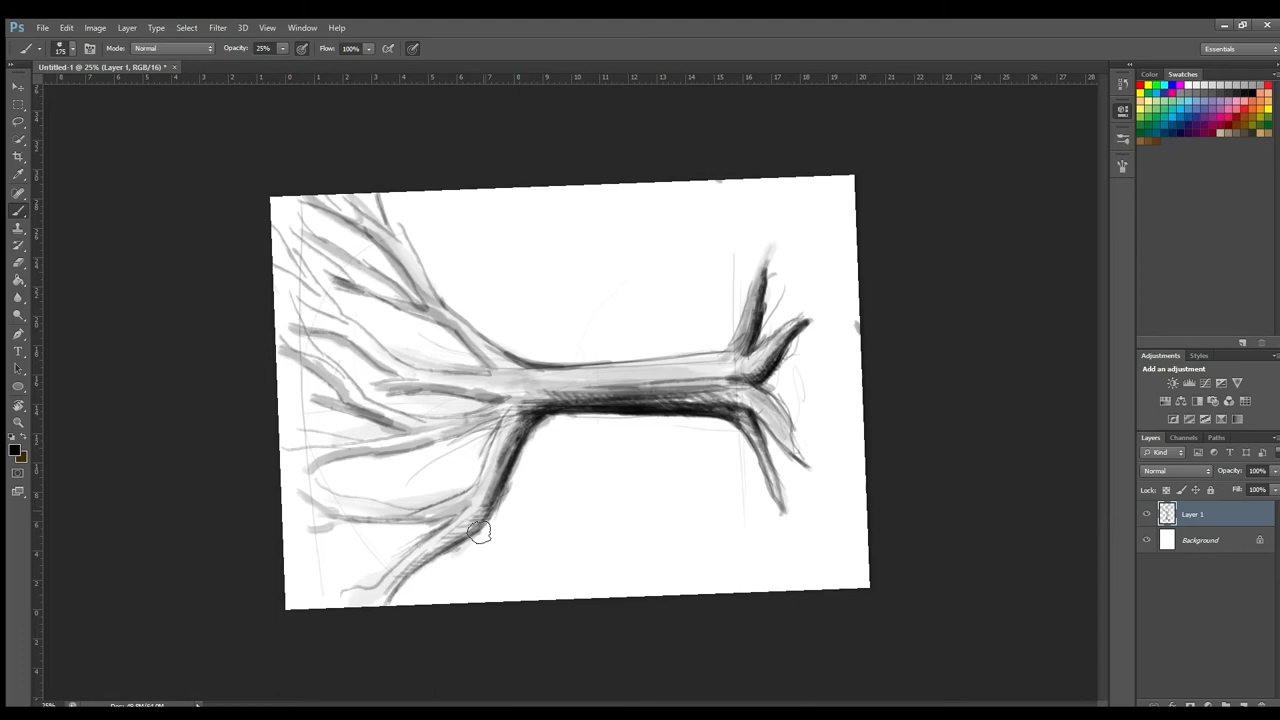 Ps File Edit Image Layer Type Select Filter 3D View Window Help
175 Mode: Normal Opacity: 25% Flow: 100% Essentials
Untitled-1 @ 25% (Layer 1, RGB/16) * ×
Color Swatches
Adjustments Styles
Add an adjustment
Layers Channels Paths
Kind
Normal Opacity: 100%
Lock: Fill: 100%
Layer 1
Background
25%